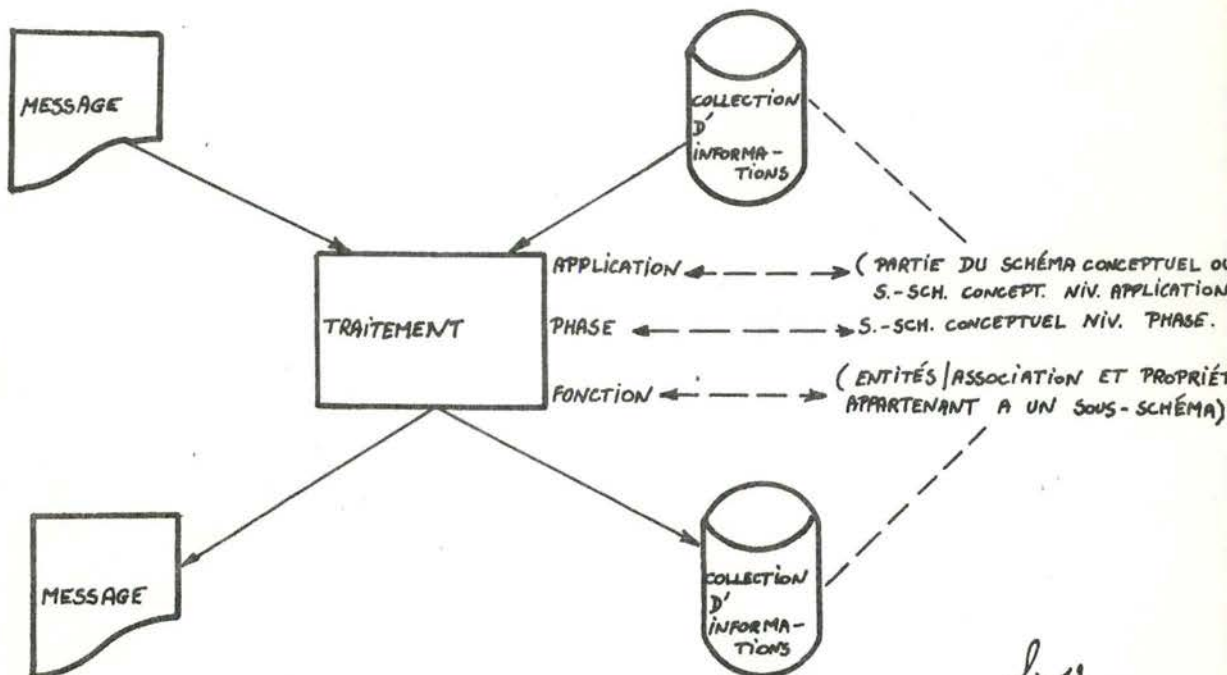 MESSAGE
COLLECTION
D'
INFORMA-
TIONS
TRAITEMENT
APPLICATION
(PARTIE DU SCHÉMA CONCEPTUEL OU
S.-SCH. CONCEPT. NIV. APPLICATION
PHASE
S.-SCH. CONCEPTUEL NIV. PHASE.
FONCTION
(ENTITÉS/ASSOCIATION ET PROPRIÉT
APPARTENANT A UN SOUS-SCHÉMA)
MESSAGE
COLLECTION
D'
INFORMA-
TIONS